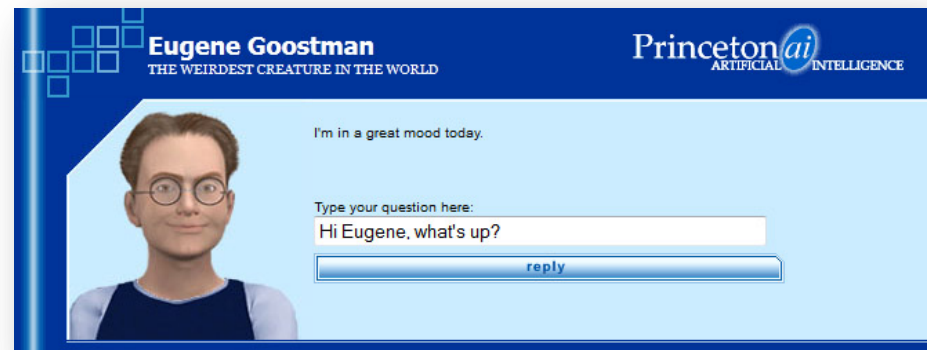 Eugene Goostman
THE WEIRDEST CREATURE IN THE WORLD
Princeton ai
ARTIFICIAL INTELLIGENCE
I'm in a great mood today.
Type your question here:
Hi Eugene, what's up?
reply